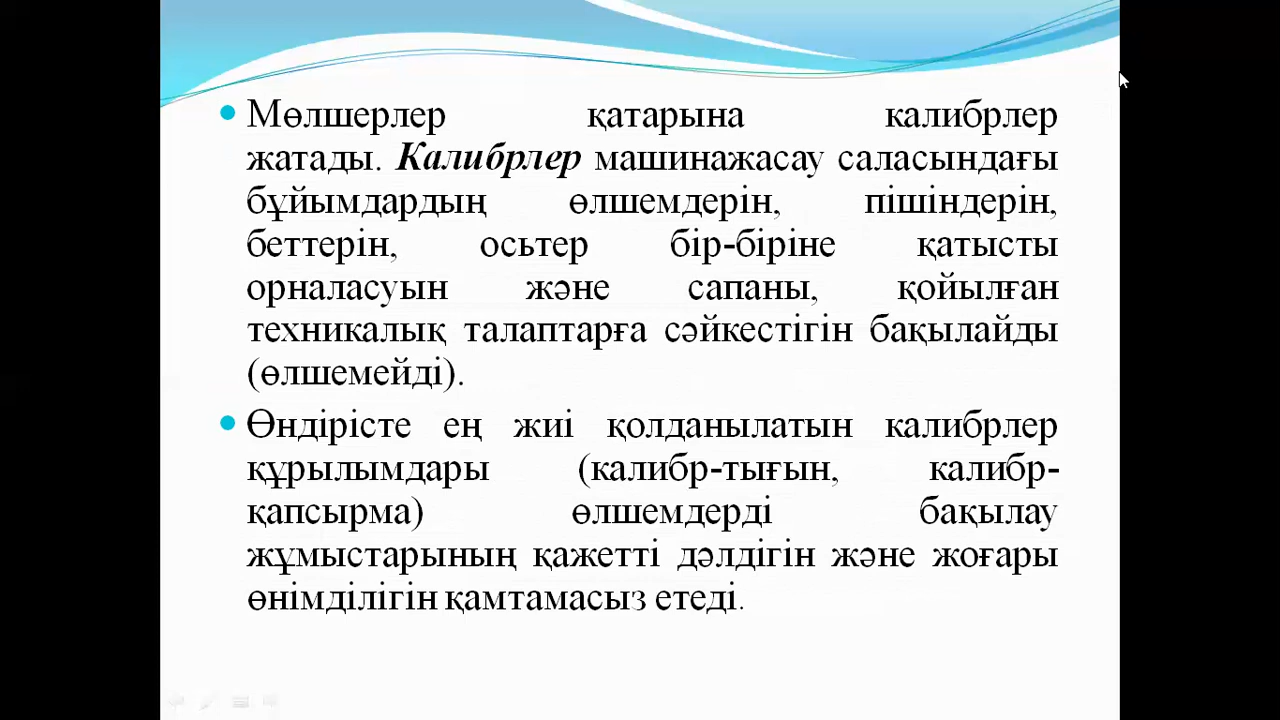 Мөлшерлер қатарына калибрлер
жатады. Калибрлер машинажасау саласындағы
бұйымдардың өлшемдерін, пішіндерін,
беттерін, осьтер бір-біріне қатысты
орналасуын және сапаны, қойылған
техникалық талаптарға сәйкестігін бақылайды
(өлшемейді).
Өндірісте ең жиі қолданылатын калибрлер
құрылымдары (калибр-тығын, калибр-
қапсырма) өлшемдерді бақылау
жұмыстарының қажетті дәлдігін және жоғары
өнімділігін қамтамасыз етеді.